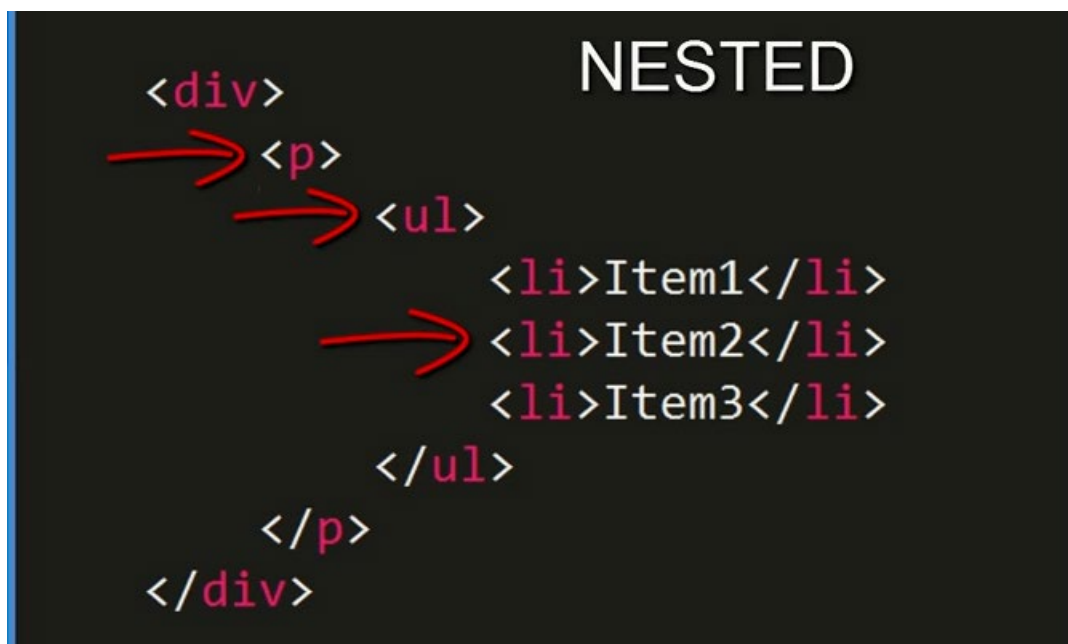 NESTED
<div>
<p>
<ul>
<li>Item1</li>
<li>Item2</li>
<li>Item3</li>
</ul>
</p>
</div>